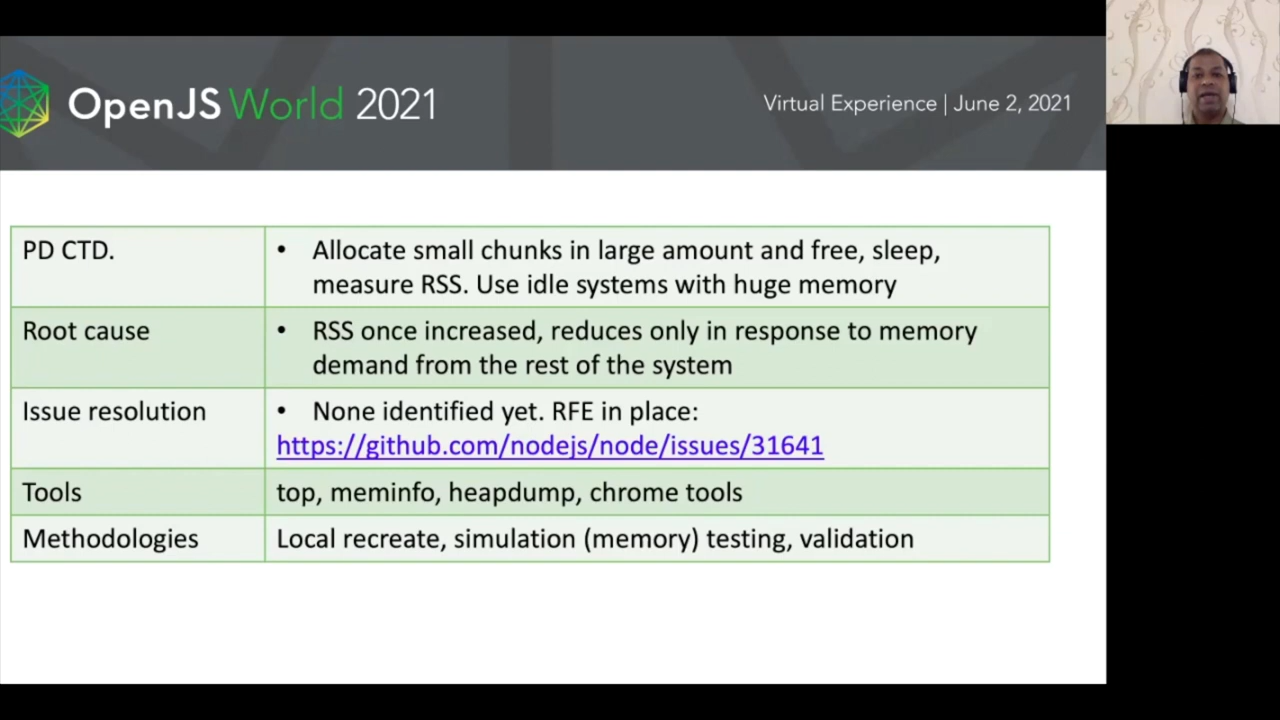 OpenJS World 2021
Virtual Experience | June 2, 2021
PD CTD.
• Allocate small chunks in large amount and free, sleep,
measure RSS. Use idle systems with huge memory
Root cause
• RSS once increased, reduces only in response to memory
demand from the rest of the system
Issue resolution
• None identified yet. RFE in place:
https://github.com/nodejs/node/issues/31641
Tools
top, meminfo, heapdump, chrome tools
Methodologies
Local recreate, simulation (memory) testing, validation